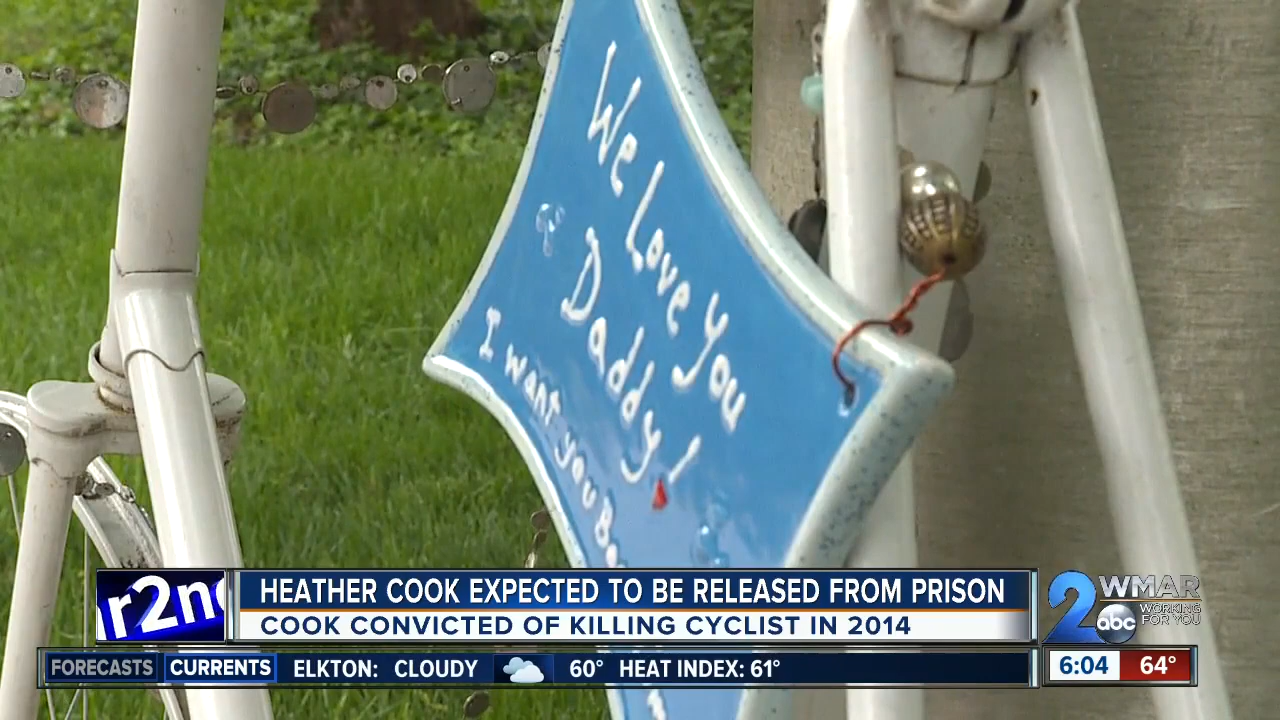 We Love you
Daddy!
I want you
HEATHER COOK EXPECTED TO BE RELEASED FROM PRISON
COOK CONVICTED OF KILLING CYCLIST IN 2014
2 WMAR
abc
WORKING
FOR YOU
FORECASTS CURRENTS ELKTON: CLOUDY 60° HEAT INDEX: 61°
6:04 64°